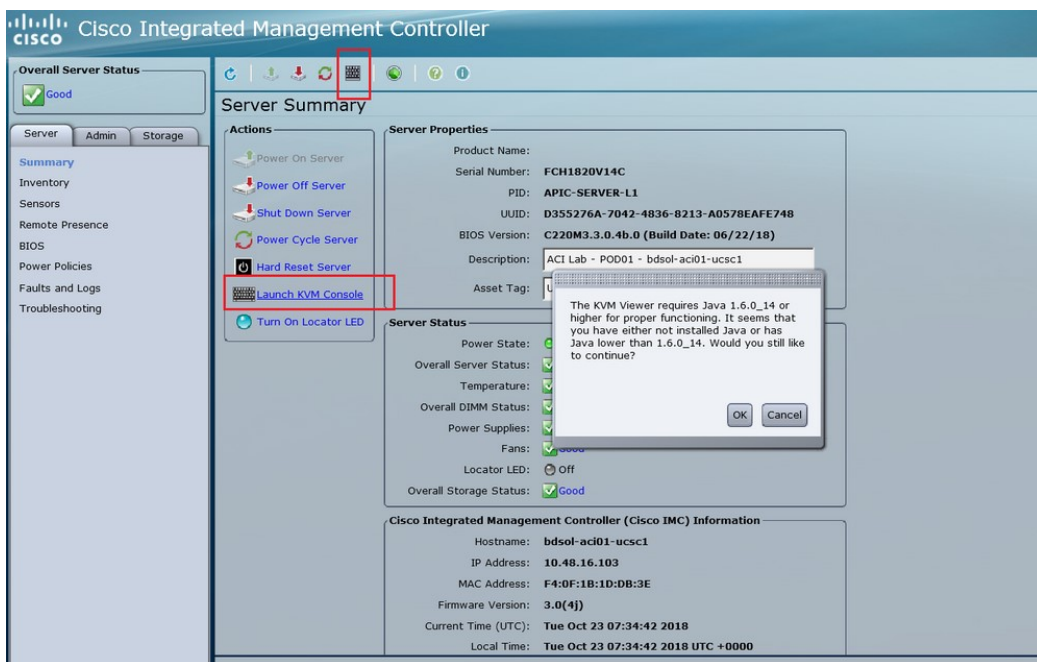 CISCO
Cisco Integrated Management Controller
Overall Server Status
Good
Server
Admin
Storage
Summary
Inventory
Sensors
Remote Presence
BIOS
Power Policies
Faults and Logs
Troubleshooting
Server Summary
Actions
Power On Server
Power Off Server
Shut Down Server
Power Cycle Server
Hard Reset Server
Launch KVM Console
Turn On Locator LED
Server Properties
Product Name:
Serial Number: FCH1820V14C
PID: APIC-SERVER-L1
UUID: D355276A-7042-4836-8213-A0578EAFE748
BIOS Version: C220M3.3.0.4b.0 (Build Date: 06/22/18)
Description: ACI Lab - POD01 - bdsol-aci01-ucsc1
Asset Tag:
The KVM Viewer requires Java 1.6.0_14 or
higher for proper functioning. It seems that
you have either not installed Java or has
Java lower than 1.6.0_14. Would you still like
to continue?
OK
Cancel
Server Status
Power State:
Overall Server Status:
Temperature:
Overall DIMM Status:
Power Supplies:
Fans: Good
Locator LED: Off
Overall Storage Status: Good
Cisco Integrated Management Controller (Cisco IMC) Information
Hostname: bdsol-aci01-ucsc1
IP Address: 10.48.16.103
MAC Address: F4:0F:1B:1D:DB:3E
Firmware Version: 3.0(4j)
Current Time (UTC): Tue Oct 23 07:34:42 2018
Local Time: Tue Oct 23 07:34:42 2018 UTC +0000